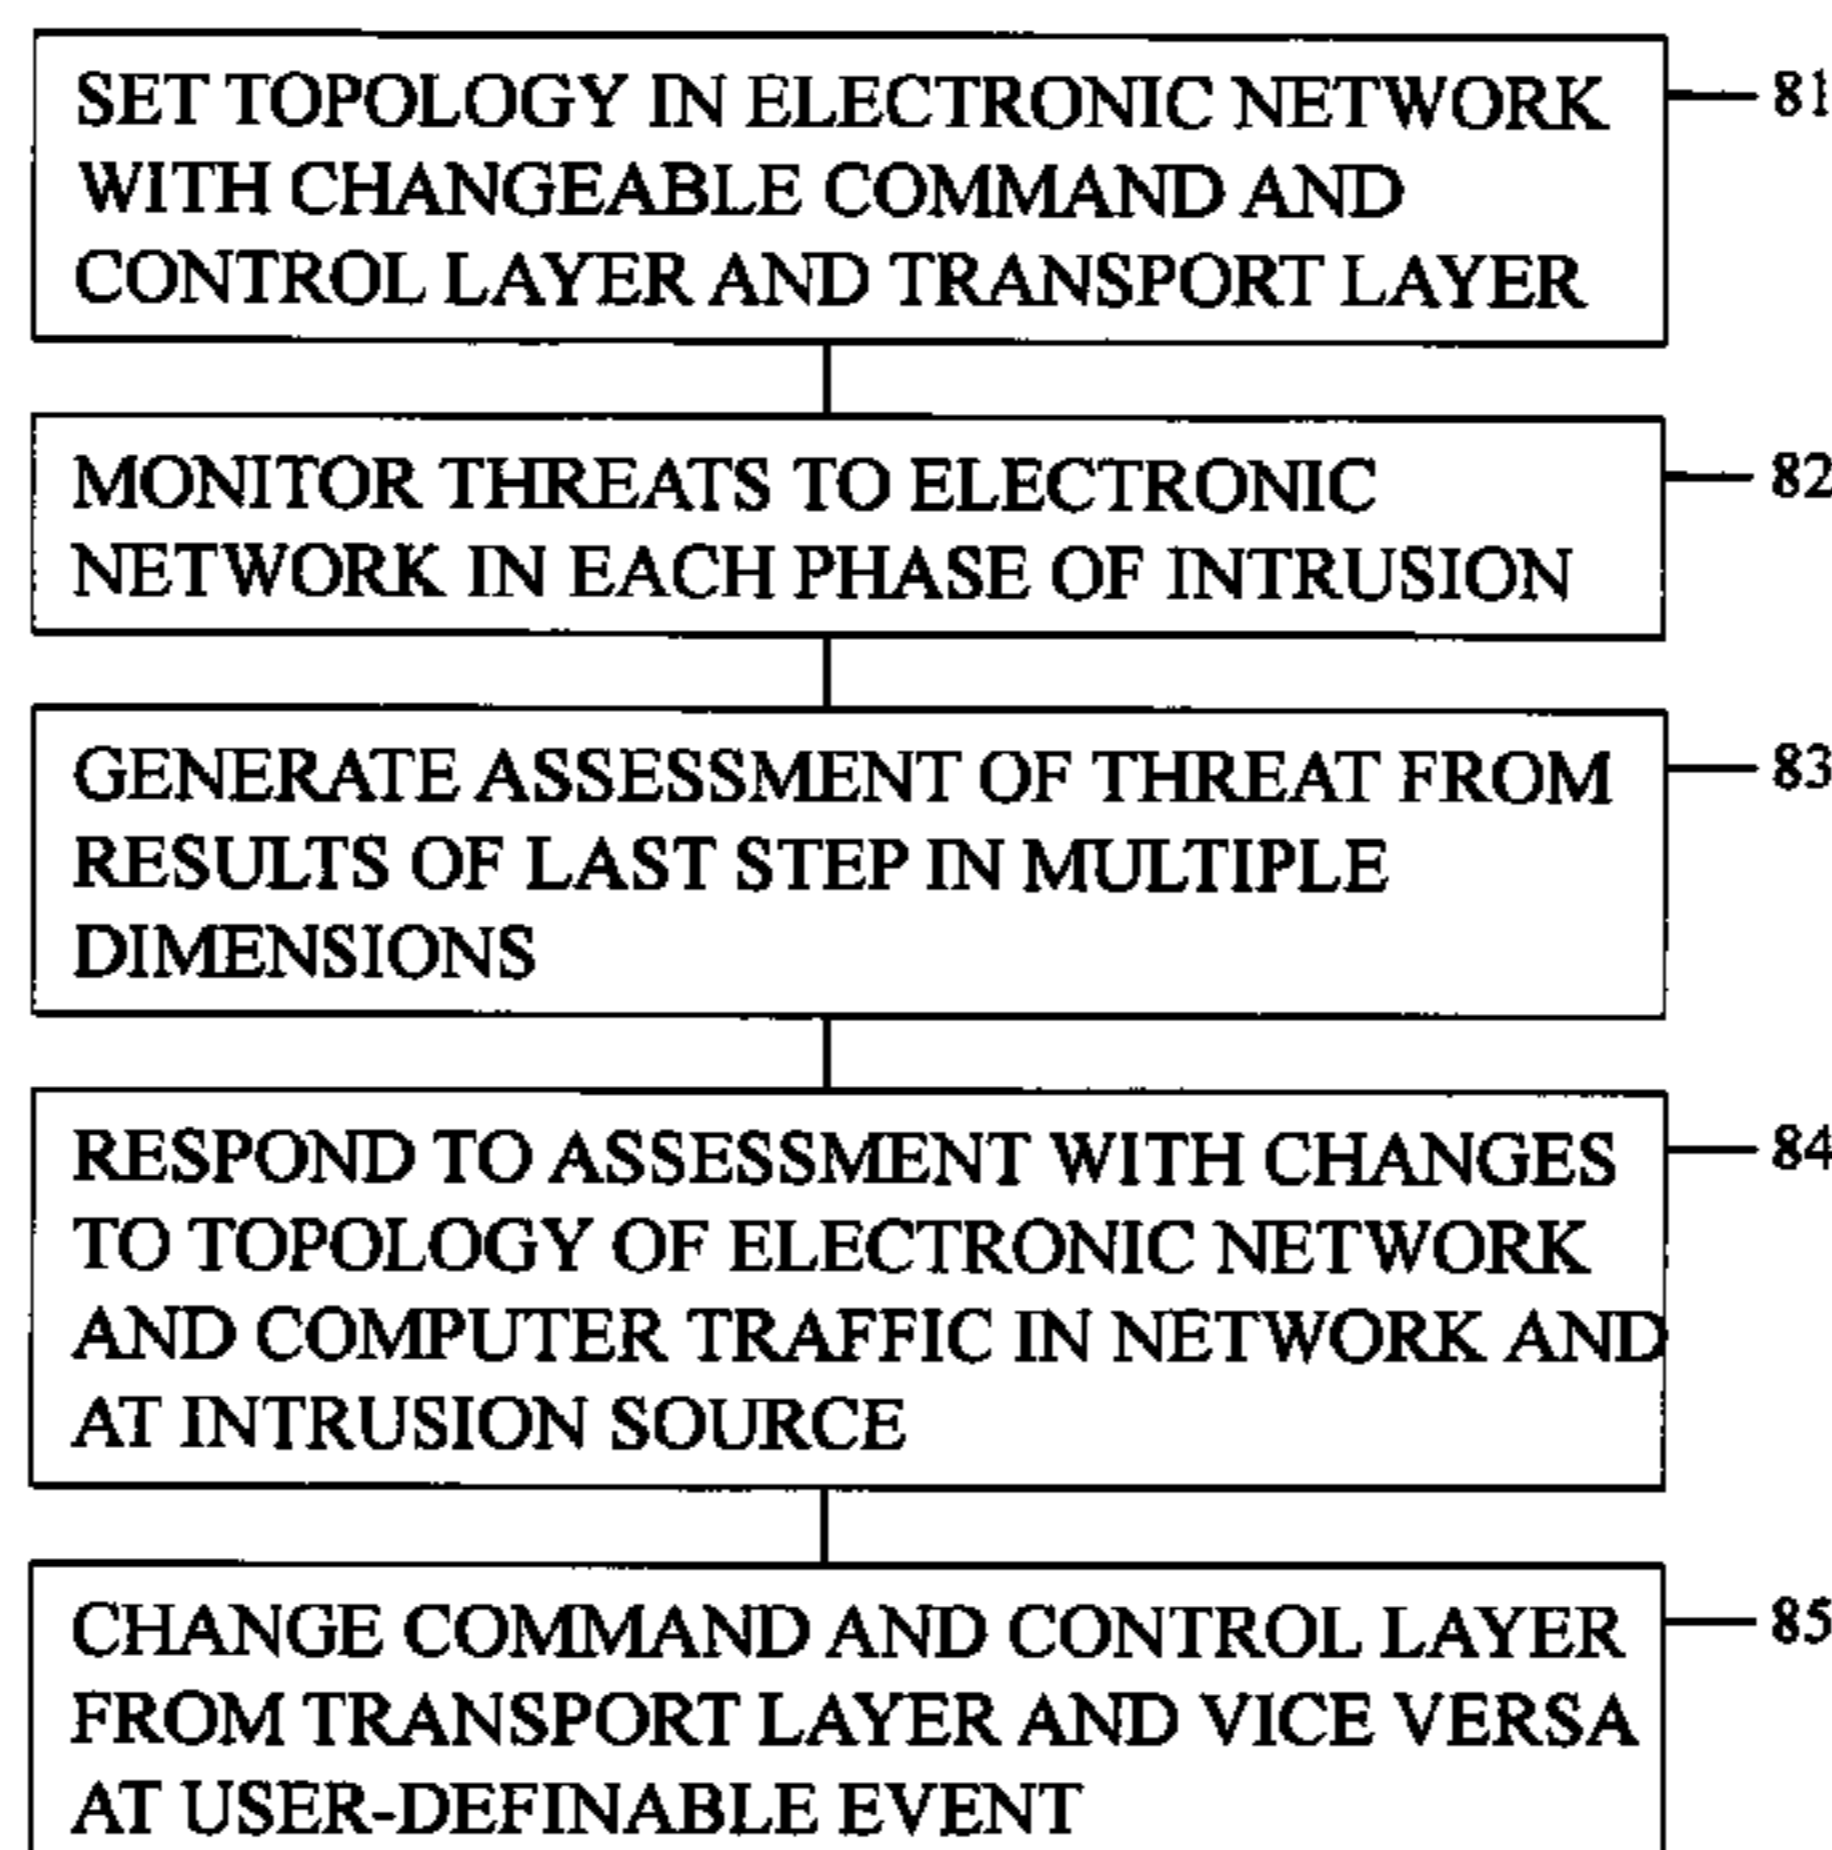 SET TOPOLOGY IN ELECTRONIC NETWORK 81
WITH CHANGEABLE COMMAND AND
CONTROL LAYER AND TRANSPORT LAYER
MONITOR THREATS TO ELECTRONIC 82
NETWORK IN EACH PHASE OF INTRUSION
GENERATE ASSESSMENT OF THREAT FROM 83
RESULTS OF LAST STEP IN MULTIPLE
DIMENSIONS
RESPOND TO ASSESSMENT WITH CHANGES 84
TO TOPOLOGY OF ELECTRONIC NETWORK
AND COMPUTER TRAFFIC IN NETWORK AND
AT INTRUSION SOURCE
CHANGE COMMAND AND CONTROL LAYER 85
FROM TRANSPORT LAYER AND VICE VERSA
AT USER-DEFINABLE EVENT